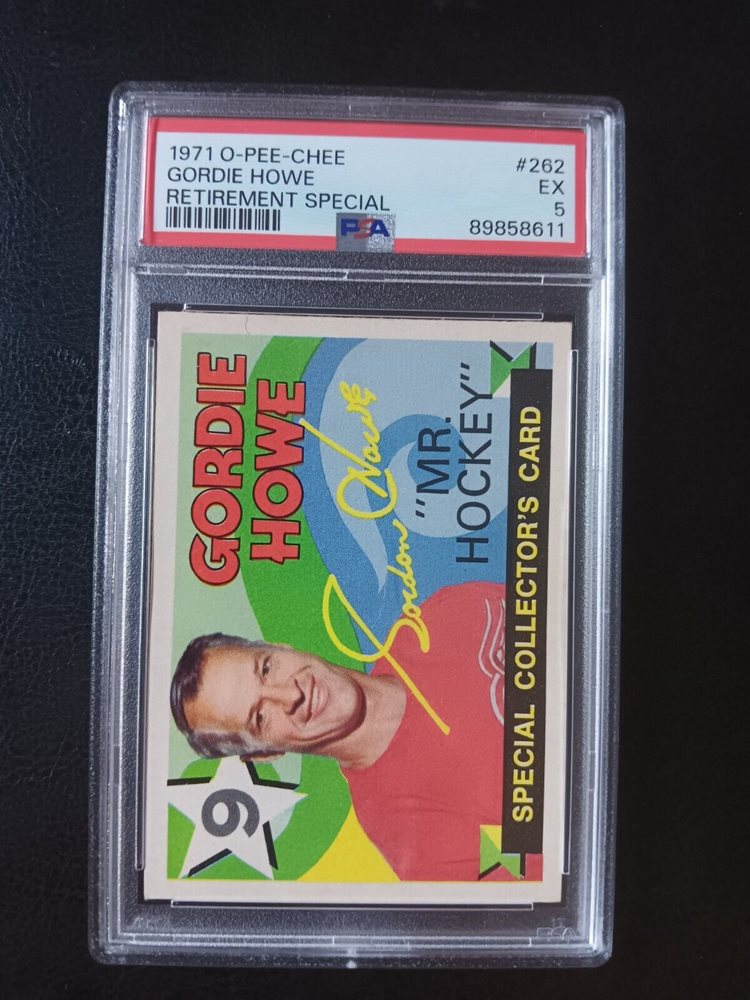 1971 O-PEE-CHEE
#262
GORDIE HOWE
EX
RETIREMENT SPECIAL
5
PSA
89858611
GORDIE
HOWE
Gordon Howe
"MR.
HOCKEY"
SPECIAL COLLECTOR'S CARD
9
PSA